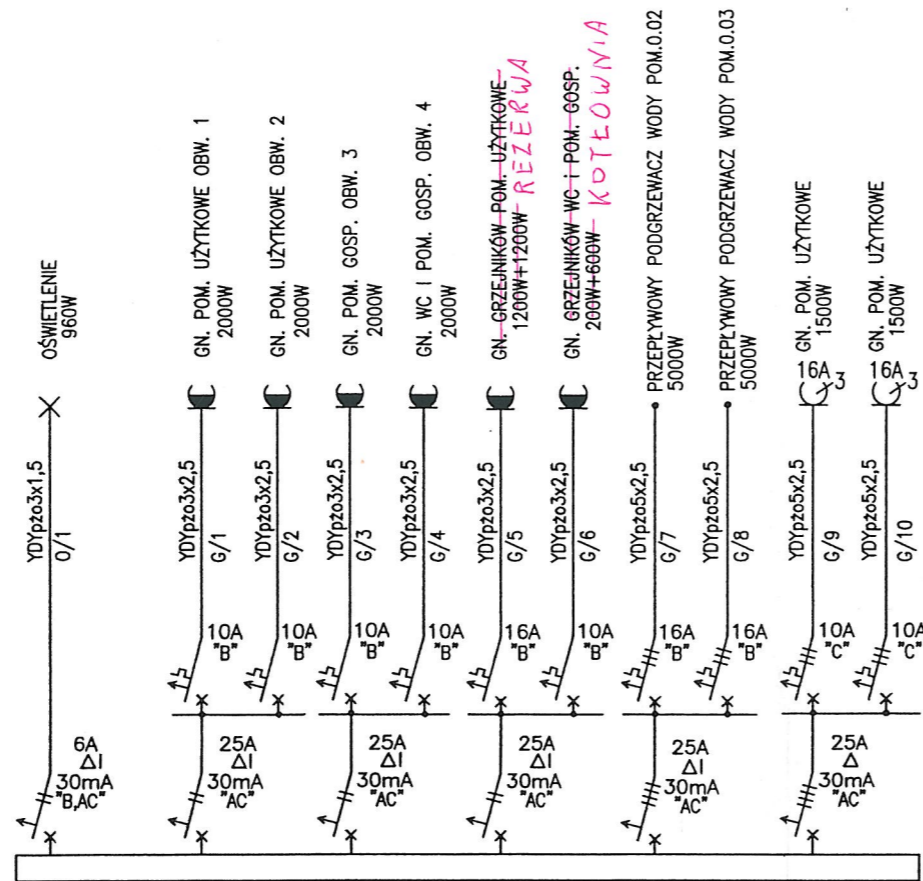 OŚWIETLENIE
960W
GN. POM. UŻYTKOWE OBW. 1
2000W
GN. POM. UŻYTKOWE OBW. 2
2000W
GN. POM. GOSP. OBW. 3
2000W
GN. WC I POM. GOSP. OBW. 4
2000W
GN. GRZEJNIKÓW POM. UŻYTKOWE
1200W+1200W
REZERWA
GN. GRZEJNIKÓW WC I POM. GOSP.
200W+600W
KOTŁOWNIA
PRZEPŁYWOWY PODGRZEWACZ WODY POM.0.02
5000W
PRZEPŁYWOWY PODGRZEWACZ WODY POM.0.03
5000W
GN. POM. UŻYTKOWE
1500W
GN. POM. UŻYTKOWE
1500W
16A
3
16A
3
YDYpżo3x1,5
O/1
YDYpżo3x2,5
G/1
YDYpżo3x2,5
G/2
YDYpżo3x2,5
G/3
YDYpżo3x2,5
G/4
YDYpżo3x2,5
G/5
YDYpżo3x2,5
G/6
YDYpżo5x2,5
G/7
YDYpżo5x2,5
G/8
YDYpżo5x2,5
G/9
YDYpżo5x2,5
G/10
10A
"B"
10A
"B"
10A
"B"
10A
"B"
16A
"B"
10A
"B"
16A
"B"
16A
"B"
10A
"C"
10A
"C"
6A
ΔI
30mA
"B,AC"
25A
ΔI
30mA
"AC"
25A
ΔI
30mA
"AC"
25A
ΔI
30mA
"AC"
25A
ΔI
30mA
"AC"
25A
ΔI
30mA
"AC"